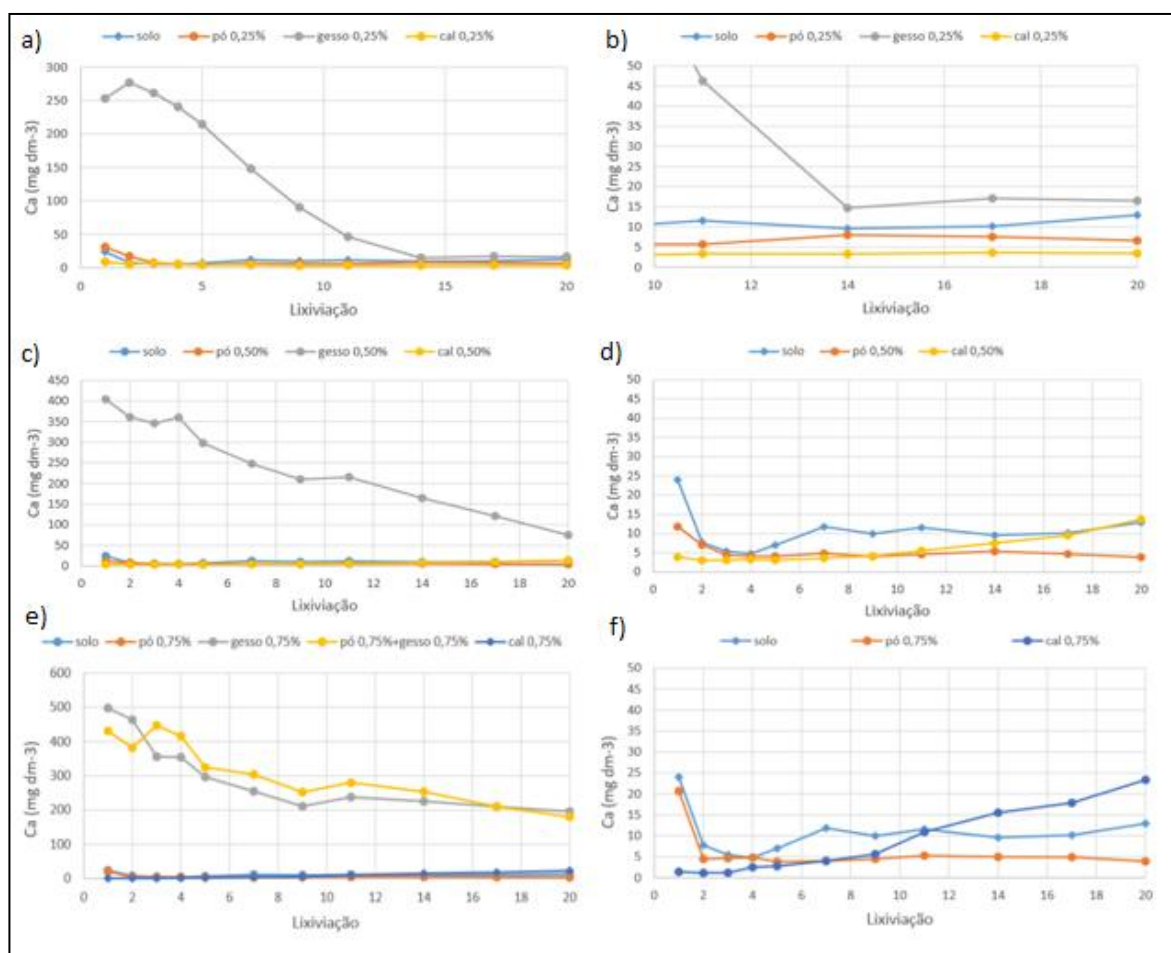 a)
solo pó 0,25% gesso 0,25% cal 0,25%
Ca (mg dm-3)
300
250
200
150
100
50
0
0 5 10 15 20
Lixiviação
b)
solo pó 0,25% gesso 0,25% cal 0,25%
Ca (mg dm-3)
50
45
40
35
30
25
20
15
10
5
0
10 12 14 16 18 20
Lixiviação
c)
solo pó 0,50% gesso 0,50% cal 0,50%
Ca (mg dm-3)
450
400
350
300
250
200
150
100
50
0
0 2 4 6 8 10 12 14 16 18 20
Lixiviação
d)
solo pó 0,50% cal 0,50%
Ca (mg dm-3)
50
45
40
35
30
25
20
15
10
5
0
0 2 4 6 8 10 12 14 16 18 20
Lixiviação
e)
solo pó 0,75% gesso 0,75% pó 0,75%+gesso 0,75% cal 0,75%
Ca (mg dm-3)
600
500
400
300
200
100
0
0 2 4 6 8 10 12 14 16 18 20
Lixiviação
f)
solo pó 0,75% cal 0,75%
Ca (mg dm-3)
50
45
40
35
30
25
20
15
10
5
0
0 2 4 6 8 10 12 14 16 18 20
Lixiviação